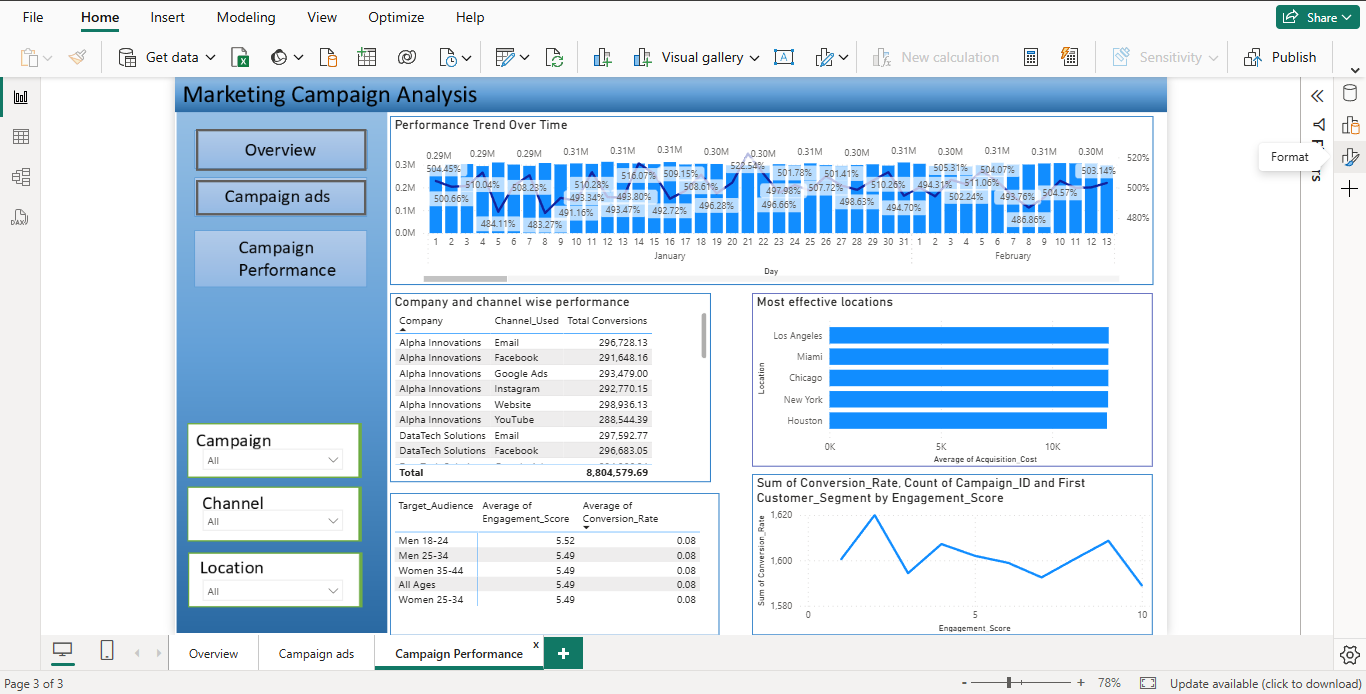 File Home Insert Modeling View Optimize Help Share
Get data Visual gallery New calculation Sensitivity Publish
Marketing Campaign Analysis
Overview
Campaign ads
Campaign
Performance
Campaign
All
Channel
All
Location
All
Performance Trend Over Time
0.3M
0.2M
0.1M
0.0M
0.29M 0.29M 0.29M 0.31M 0.31M 0.31M 0.30M 0.30M 0.31M 0.30M 0.31M 0.31M 0.30M 0.31M 0.30M
504.45% 516.07% 509.15% 522.54% 501.78% 501.41% 505.31% 504.07% 503.14%
510.04% 508.23% 510.28% 508.61% 497.98% 507.72% 510.26% 494.31% 511.06% 504.57%
500.66% 493.34% 493.80% 496.28% 496.66% 498.63% 502.24% 493.76%
491.16% 493.47% 492.72% 494.70%
484.11% 483.27% 486.86%
520%
500%
480%
1 2 3 4 5 6 7 8 9 10 11 12 13 14 15 16 17 18 19 20 21 22 23 24 25 26 27 28 29 30 31 1 2 3 4 5 6 7 8 9 10 11 12 13
January February
Day
Company and channel wise performance
Company Channel_Used Total Conversions
Alpha Innovations Email 296,728.13
Alpha Innovations Facebook 291,648.16
Alpha Innovations Google Ads 293,479.00
Alpha Innovations Instagram 292,770.15
Alpha Innovations Website 298,936.13
Alpha Innovations YouTube 288,544.39
DataTech Solutions Email 297,592.77
DataTech Solutions Facebook 296,683.05
Total 8,804,579.69
Most effective locations
Location
Los Angeles
Miami
Chicago
New York
Houston
0K 5K 10K
Average of Acquisition_Cost
Target_Audience Average of Average of
Engagement_Score Conversion_Rate
Men 18-24 5.52 0.08
Men 25-34 5.49 0.08
Women 35-44 5.49 0.08
All Ages 5.49 0.08
Women 25-34 5.49 0.08
Sum of Conversion_Rate, Count of Campaign_ID and First
Customer_Segment by Engagement_Score
Sum of Conversion_Rate
1,620
1,600
1,580
0 5 10
Engagement_Score
Format
DAX
Overview Campaign ads Campaign Performance x +
Page 3 of 3 - + 78% Update available (click to download)